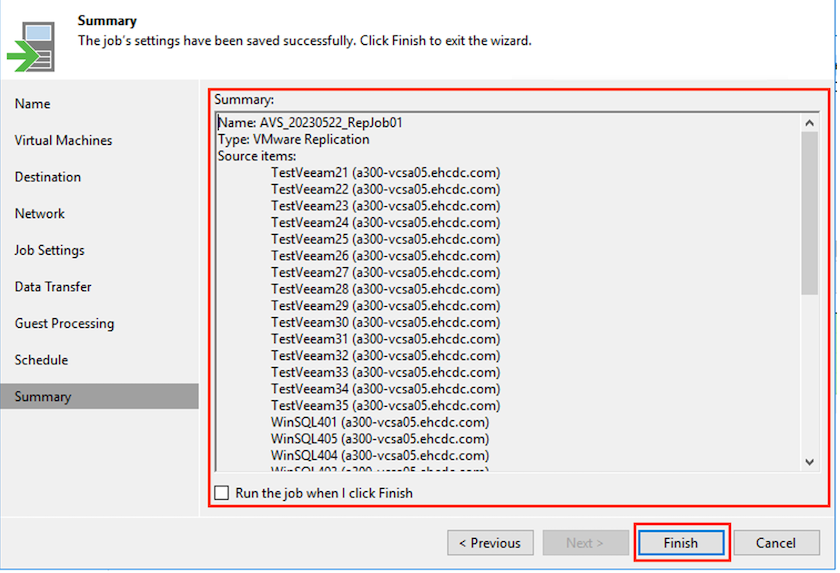 Summary
The job's settings have been saved successfully. Click Finish to exit the wizard.
Name
Virtual Machines
Destination
Network
Job Settings
Data Transfer
Guest Processing
Schedule
Summary
Summary:
Name: AVS_20230522_RepJob01
Type: VMware Replication
Source items:
TestVeeam21 (a300-vcsa05.ehcdc.com)
TestVeeam22 (a300-vcsa05.ehcdc.com)
TestVeeam23 (a300-vcsa05.ehcdc.com)
TestVeeam24 (a300-vcsa05.ehcdc.com)
TestVeeam25 (a300-vcsa05.ehcdc.com)
TestVeeam26 (a300-vcsa05.ehcdc.com)
TestVeeam27 (a300-vcsa05.ehcdc.com)
TestVeeam28 (a300-vcsa05.ehcdc.com)
TestVeeam29 (a300-vcsa05.ehcdc.com)
TestVeeam30 (a300-vcsa05.ehcdc.com)
TestVeeam31 (a300-vcsa05.ehcdc.com)
TestVeeam32 (a300-vcsa05.ehcdc.com)
TestVeeam33 (a300-vcsa05.ehcdc.com)
TestVeeam34 (a300-vcsa05.ehcdc.com)
TestVeeam35 (a300-vcsa05.ehcdc.com)
WinSQL401 (a300-vcsa05.ehcdc.com)
WinSQL405 (a300-vcsa05.ehcdc.com)
WinSQL404 (a300-vcsa05.ehcdc.com)
Run the job when I click Finish
< Previous
Next >
Finish
Cancel